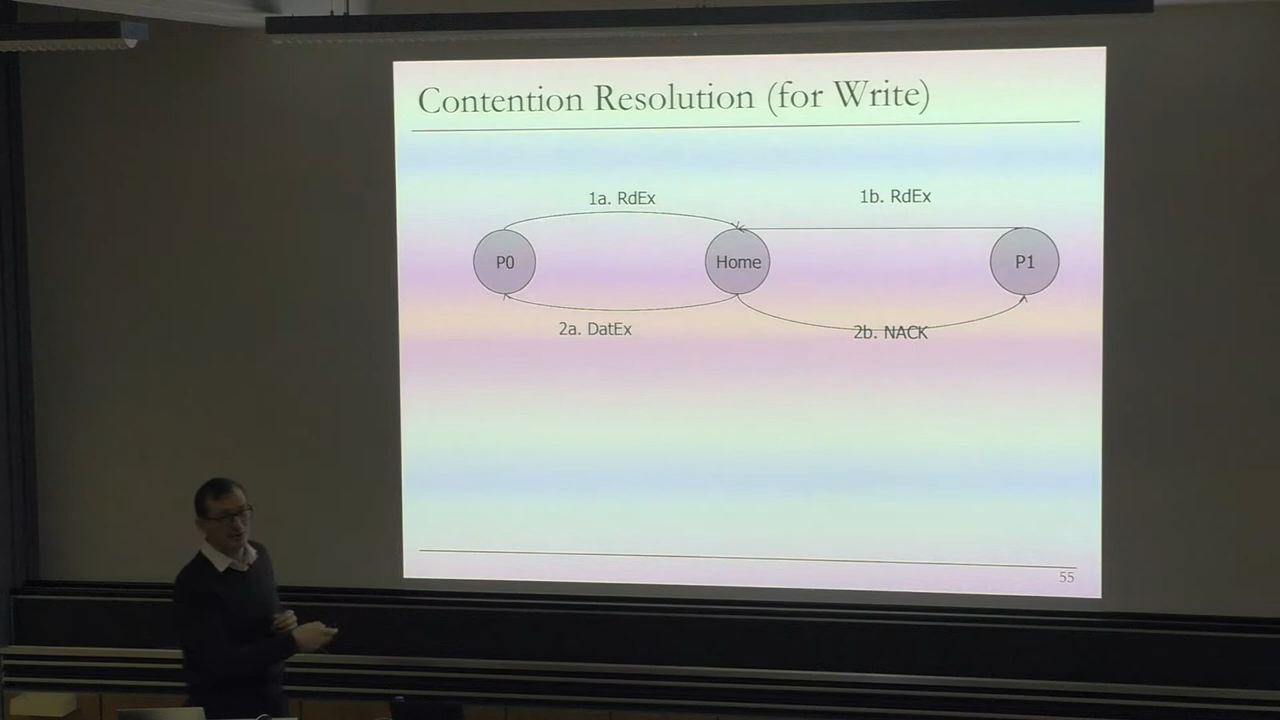 Contention Resolution (for Write)
1a. RdEx
1b. RdEx
P0
Home
P1
2a. DatEx
2b. NACK
55